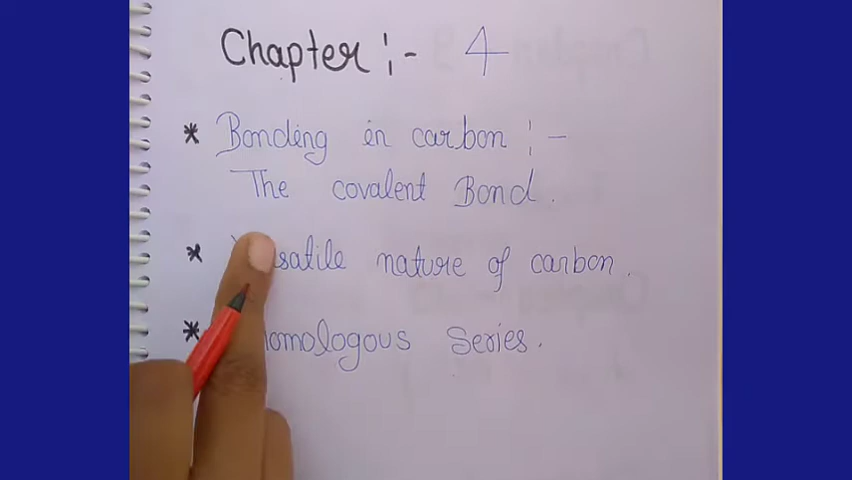 Chapter :- 4
* Bonding in carbon :-
The covalent Bond.
* nature of carbon.
* Series.